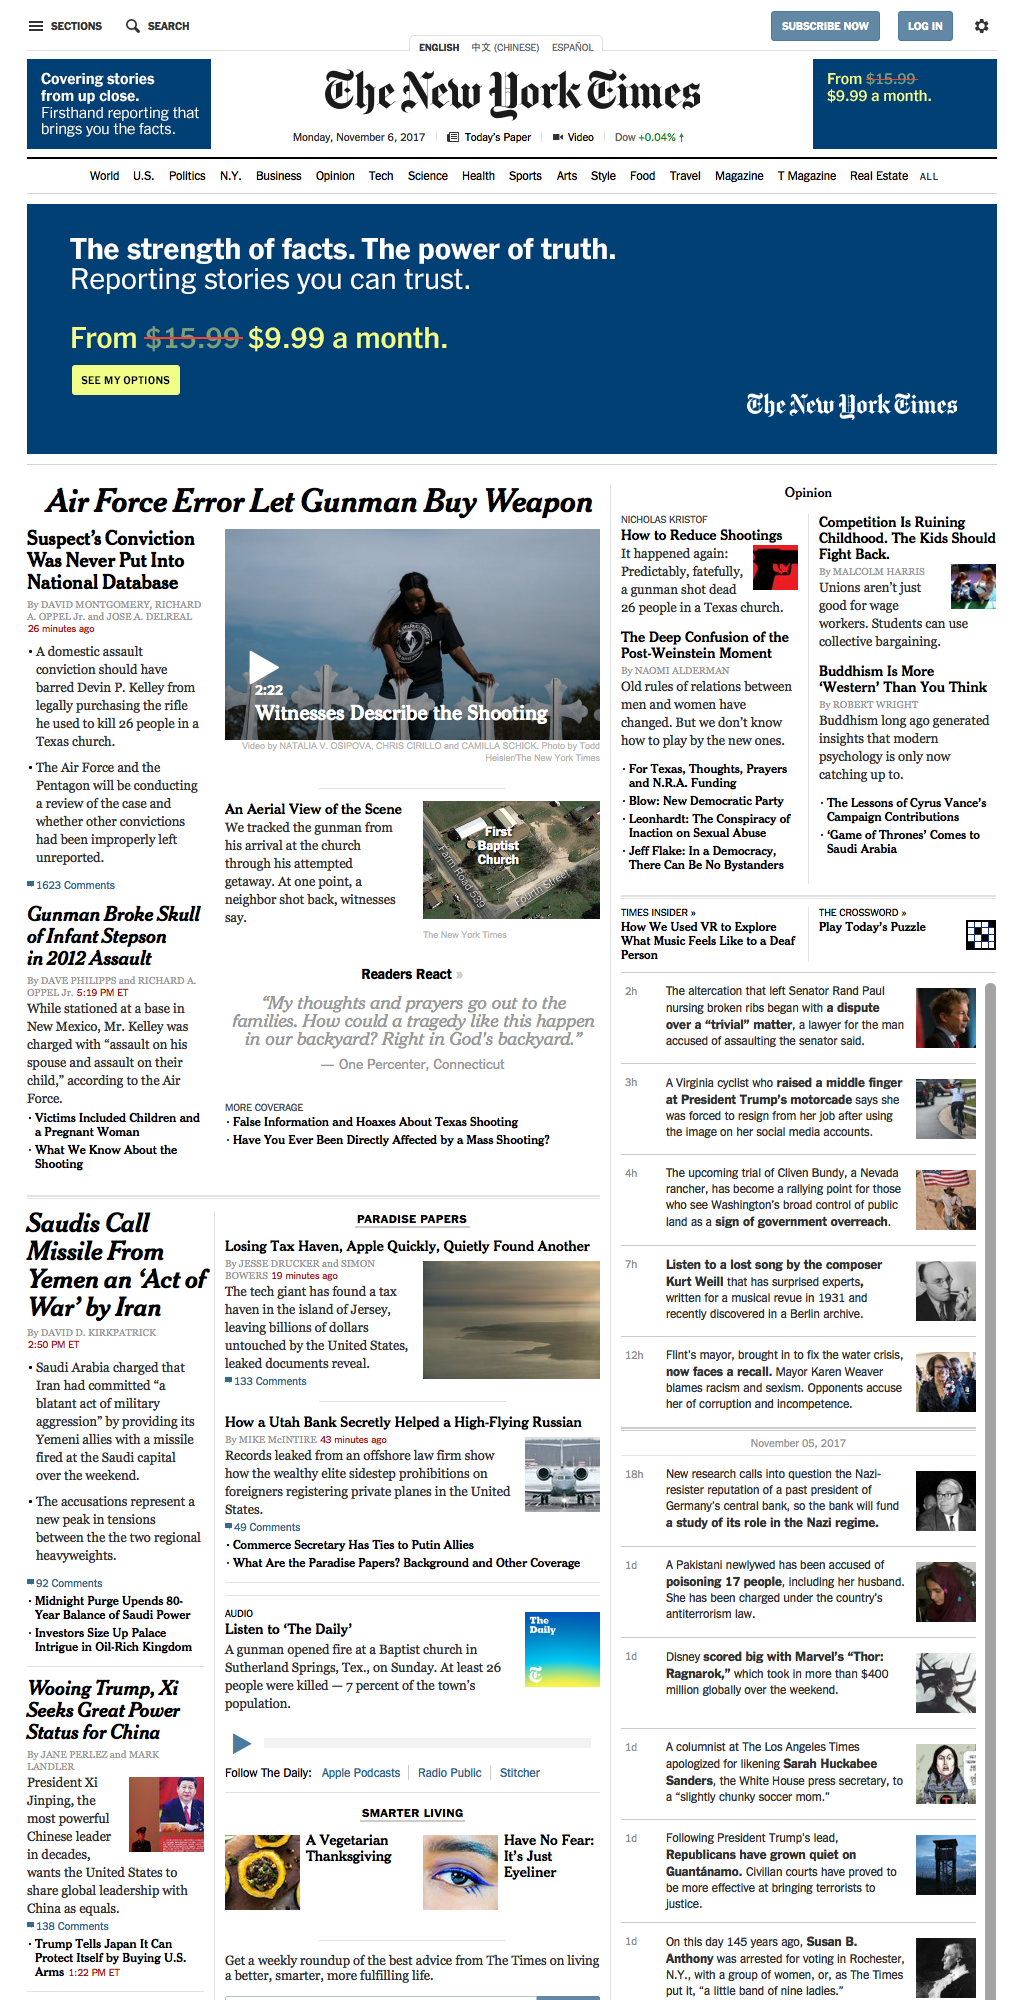 SECTIONS
SEARCH
SUBSCRIBE NOW
LOG IN
ENGLISH
中文 (CHINESE)
ESPAÑOL
Covering stories
from up close.
Firsthand reporting that
brings you the facts.
The New York Times
From $15.99
$9.99 a month.
Monday, November 6, 2017
Today's Paper
Video
Dow +0.04% ↑
World U.S. Politics N.Y. Business Opinion Tech Science Health Sports Arts Style Food Travel Magazine T Magazine Real Estate ALL
The strength of facts. The power of truth.
Reporting stories you can trust.
From $15.99 $9.99 a month.
SEE MY OPTIONS
The New York Times
Air Force Error Let Gunman Buy Weapon
Suspect's Conviction
Was Never Put Into
National Database
By DAVID MONTGOMERY, RICHARD
A. OPPEL Jr. and JOSE A. DELREAL
26 minutes ago
• A domestic assault
conviction should have
barred Devin P. Kelley from
legally purchasing the rifle
he used to kill 26 people in a
Texas church.
• The Air Force and the
Pentagon will be conducting
a review of the case and
whether other convictions
had been improperly left
unreported.
1623 Comments
Gunman Broke Skull
of Infant Stepson
in 2012 Assault
By DAVE PHILIPPS and RICHARD A.
OPPEL Jr. 5:19 PM ET
While stationed at a base in
New Mexico, Mr. Kelley was
charged with “assault on his
spouse and assault on their
child,” according to the Air
Force.
· Victims Included Children and
a Pregnant Woman
· What We Know About the
Shooting
2:22
Witnesses Describe the Shooting
Video by NATALIA V. OSIPOVA, CHRIS CIRILLO and CAMILLA SCHICK. Photo by Todd
Heisler/The New York Times
An Aerial View of the Scene
We tracked the gunman from
his arrival at the church
through his attempted
getaway. At one point, a
neighbor shot back, witnesses
say.
First
Baptist
Church
Farm Road 539
Fourth Street
The New York Times
Readers React »
“My thoughts and prayers go out to the
families. How could a tragedy like this happen
in our backyard? Right in God's backyard.”
— One Percenter, Connecticut
MORE COVERAGE
· False Information and Hoaxes About Texas Shooting
· Have You Ever Been Directly Affected by a Mass Shooting?
Saudis Call
Missile From
Yemen an ‘Act of
War’ by Iran
By DAVID D. KIRKPATRICK
2:50 PM ET
• Saudi Arabia charged that
Iran had committed “a
blatant act of military
aggression” by providing its
Yemeni allies with a missile
fired at the Saudi capital
over the weekend.
• The accusations represent a
new peak in tensions
between the the two regional
heavyweights.
92 Comments
· Midnight Purge Upends 80-
Year Balance of Saudi Power
· Investors Size Up Palace
Intrigue in Oil-Rich Kingdom
Wooing Trump, Xi
Seeks Great Power
Status for China
By JANE PERLEZ and MARK
LANDLER
President Xi
Jinping, the
most powerful
Chinese leader
in decades,
wants the United States to
share global leadership with
China as equals.
138 Comments
· Trump Tells Japan It Can
Protect Itself by Buying U.S.
Arms 1:22 PM ET
PARADISE PAPERS
Losing Tax Haven, Apple Quickly, Quietly Found Another
By JESSE DRUCKER and SIMON
BOWERS 19 minutes ago
The tech giant has found a tax
haven in the island of Jersey,
leaving billions of dollars
untouched by the United States,
leaked documents reveal.
133 Comments
How a Utah Bank Secretly Helped a High-Flying Russian
By MIKE McINTIRE 43 minutes ago
Records leaked from an offshore law firm show
how the wealthy elite sidestep prohibitions on
foreigners registering private planes in the United
States.
49 Comments
· Commerce Secretary Has Ties to Putin Allies
· What Are the Paradise Papers? Background and Other Coverage
AUDIO
Listen to ‘The Daily’
A gunman opened fire at a Baptist church in
Sutherland Springs, Tex., on Sunday. At least 26
people were killed — 7 percent of the town's
population.
The
Daily
T
Follow The Daily: Apple Podcasts Radio Public Stitcher
SMARTER LIVING
A Vegetarian
Thanksgiving
Have No Fear:
It's Just
Eyeliner
Get a weekly roundup of the best advice from The Times on living
a better, smarter, more fulfilling life.
Opinion
NICHOLAS KRISTOF
How to Reduce Shootings
It happened again:
Predictably, fatefully,
a gunman shot dead
26 people in a Texas church.
The Deep Confusion of the
Post-Weinstein Moment
By NAOMI ALDERMAN
Old rules of relations between
men and women have
changed. But we don't know
how to play by the new ones.
· For Texas, Thoughts, Prayers
and N.R.A. Funding
· Blow: New Democratic Party
· Leonhardt: The Conspiracy of
Inaction on Sexual Abuse
· Jeff Flake: In a Democracy,
There Can Be No Bystanders
Competition Is Ruining
Childhood. The Kids Should
Fight Back.
By MALCOLM HARRIS
Unions aren't just
good for wage
workers. Students can use
collective bargaining.
Buddhism Is More
‘Western’ Than You Think
By ROBERT WRIGHT
Buddhism long ago generated
insights that modern
psychology is only now
catching up to.
· The Lessons of Cyrus Vance's
Campaign Contributions
· ‘Game of Thrones’ Comes to
Saudi Arabia
TIMES INSIDER »
How We Used VR to Explore
What Music Feels Like to a Deaf
Person
THE CROSSWORD »
Play Today's Puzzle
2h
The altercation that left Senator Rand Paul
nursing broken ribs began with a dispute
over a “trivial” matter, a lawyer for the man
accused of assaulting the senator said.
3h
A Virginia cyclist who raised a middle finger
at President Trump's motorcade says she
was forced to resign from her job after using
the image on her social media accounts.
4h
The upcoming trial of Cliven Bundy, a Nevada
rancher, has become a rallying point for those
who see Washington's broad control of public
land as a sign of government overreach.
7h
Listen to a lost song by the composer
Kurt Weill that has surprised experts,
written for a musical revue in 1931 and
recently discovered in a Berlin archive.
12h
Flint's mayor, brought in to fix the water crisis,
now faces a recall. Mayor Karen Weaver
blames racism and sexism. Opponents accuse
her of corruption and incompetence.
November 05, 2017
18h
New research calls into question the Nazi-
resister reputation of a past president of
Germany's central bank, so the bank will fund
a study of its role in the Nazi regime.
1d
A Pakistani newlywed has been accused of
poisoning 17 people, including her husband.
She has been charged under the country's
antiterrorism law.
1d
Disney scored big with Marvel's “Thor:
Ragnarok,” which took in more than $400
million globally over the weekend.
1d
A columnist at The Los Angeles Times
apologized for likening Sarah Huckabee
Sanders, the White House press secretary, to
a “slightly chunky soccer mom.”
1d
Following President Trump's lead,
Republicans have grown quiet on
Guantánamo. Civilian courts have proved to
be more effective at bringing terrorists to
justice.
1d
On this day 145 years ago, Susan B.
Anthony was arrested for voting in Rochester,
N.Y., with a group of women, or, as The Times
put it, “a little band of nine ladies.”